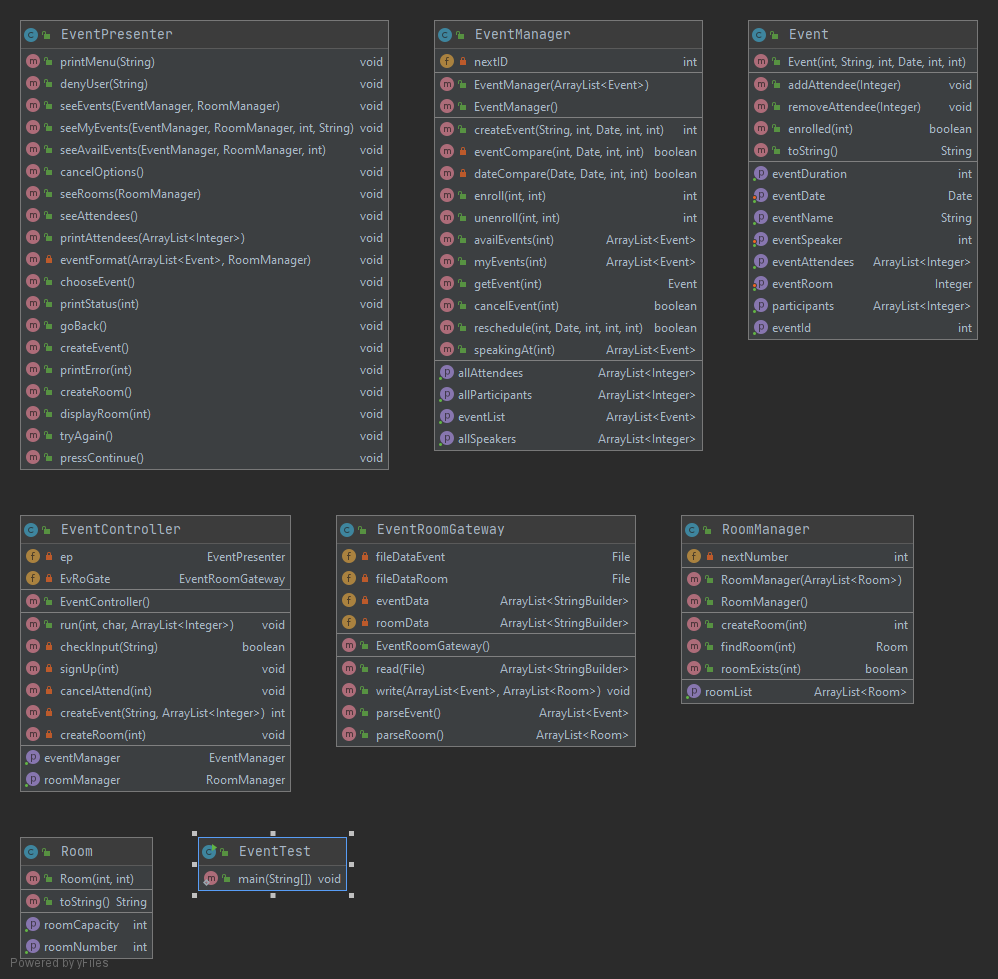 EventPresenter
printMenu(String) void
denyUser(String) void
seeEvents(EventManager, RoomManager) void
seeMyEvents(EventManager, RoomManager, int, String) void
seeAvailEvents(EventManager, RoomManager, int) void
cancelOptions() void
seeRooms(RoomManager) void
seeAttendees() void
printAttendees(ArrayList<Integer>) void
eventFormat(ArrayList<Event>, RoomManager) void
chooseEvent() void
printStatus(int) void
goBack() void
createEvent() void
printError(int) void
createRoom() void
displayRoom(int) void
tryAgain() void
pressContinue() void
EventManager
nextID int
EventManager(ArrayList<Event>)
EventManager()
createEvent(String, int, Date, int, int) int
eventCompare(int, Date, int, int) boolean
dateCompare(Date, Date, int, int) boolean
enroll(int, int) int
unenroll(int, int) int
availEvents(int) ArrayList<Event>
myEvents(int) ArrayList<Event>
getEvent(int) Event
cancelEvent(int) boolean
reschedule(int, Date, int, int, int) boolean
speakingAt(int) ArrayList<Event>
allAttendees ArrayList<Integer>
allParticipants ArrayList<Integer>
eventList ArrayList<Event>
allSpeakers ArrayList<Integer>
Event
Event(int, String, int, Date, int, int)
addAttendee(Integer) void
removeAttendee(Integer) void
enrolled(int) boolean
toString() String
eventDuration int
eventDate Date
eventName String
eventSpeaker int
eventAttendees ArrayList<Integer>
eventRoom Integer
participants ArrayList<Integer>
eventId int
EventController
ep EventPresenter
EvRoGate EventRoomGateway
EventController()
run(int, char, ArrayList<Integer>) void
checkInput(String) boolean
signUp(int) void
cancelAttend(int) void
createEvent(String, ArrayList<Integer>) int
createRoom(int) void
eventManager EventManager
roomManager RoomManager
EventRoomGateway
fileDataEvent File
fileDataRoom File
eventData ArrayList<StringBuilder>
roomData ArrayList<StringBuilder>
EventRoomGateway()
read(File) ArrayList<StringBuilder>
write(ArrayList<Event>, ArrayList<Room>) void
parseEvent() ArrayList<Event>
parseRoom() ArrayList<Room>
RoomManager
nextNumber int
RoomManager(ArrayList<Room>)
RoomManager()
createRoom(int) int
findRoom(int) Room
roomExists(int) boolean
roomList ArrayList<Room>
Room
Room(int, int)
toString() String
roomCapacity int
roomNumber int
EventTest
main(String[]) void
Powered by yFiles